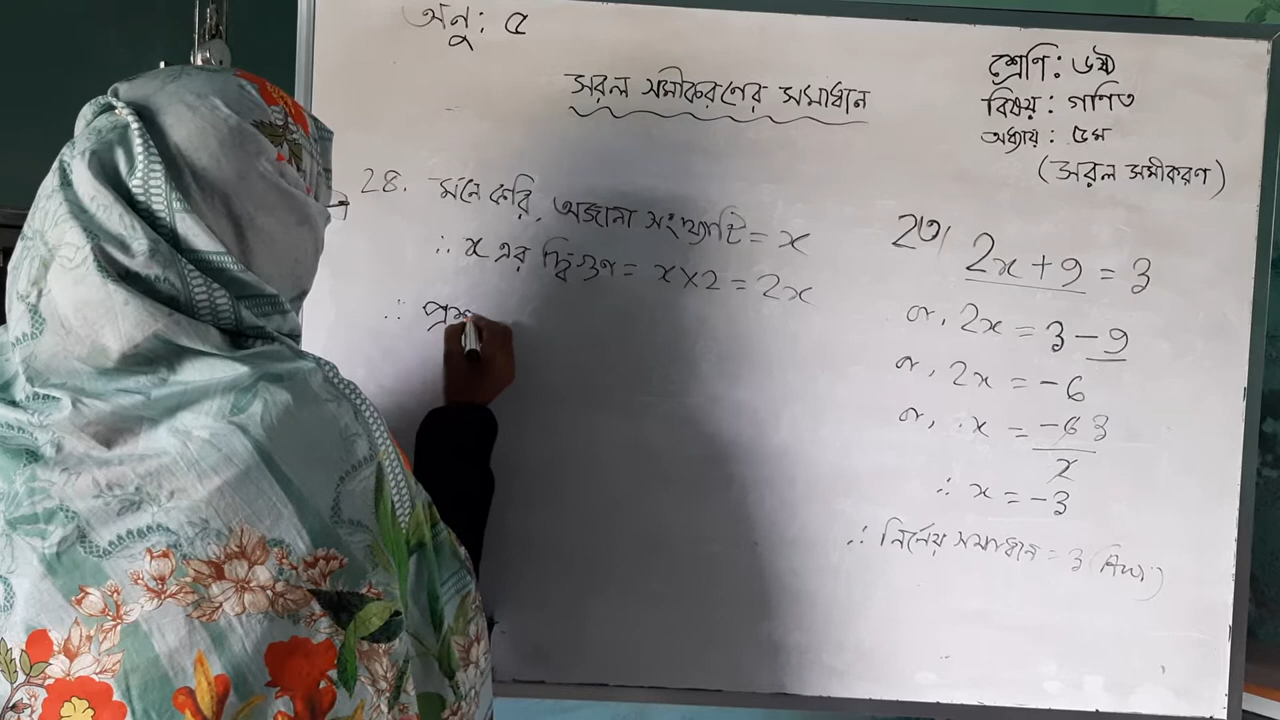 অনু: ৫
সরল সমীকরণের সমাধান
শ্রেণি: ৬ষ্ঠ
বিষয়: গণিত
অধ্যায়: ৫ম
(সরল সমীকরণ)
28. মনে করি, অজানা সংখ্যাটি = x
∴ x এর দ্বিগুণ = x×2 = 2x
∴ প্রশ্ন
2৩। 2x + 9 = 3
বা, 2x = 3 - 9
বা, 2x = -6
বা, x = -6 3 / 2
∴ x = -3
∴ নির্ণেয় সমাধান = 3 (Ans)